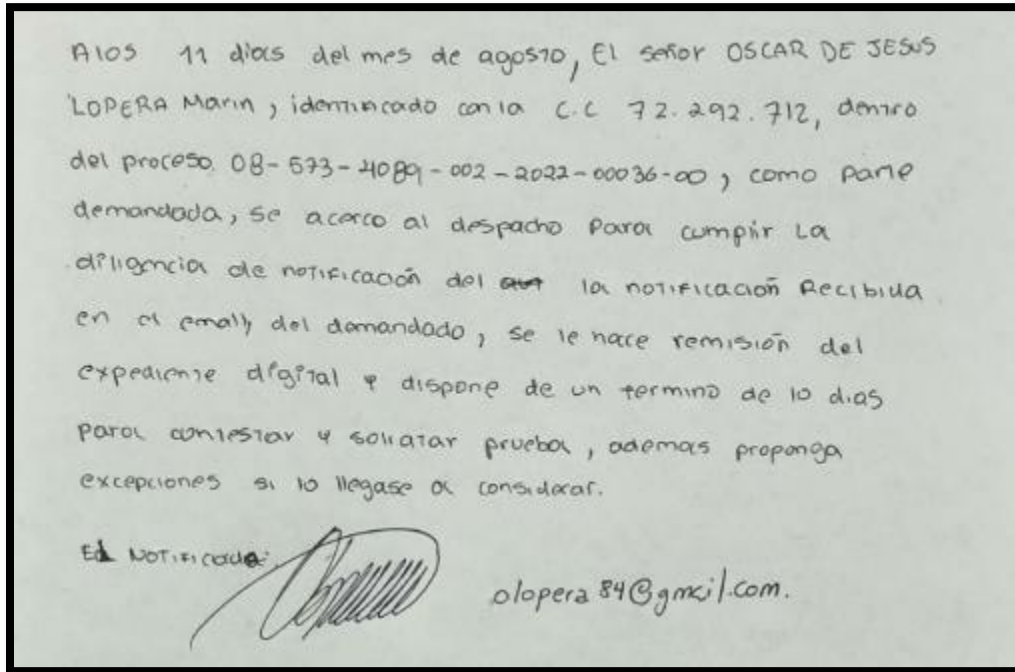 A los 11 dias del mes de agosto, El señor OSCAR DE JESUS
LOPERA Marin, identificado con la C.C 72.292.712, dentro
del proceso. 08-573-4089-002-2022-00036-00, como parte
demandada, se acerco al despacho Para cumplir La
diligencia de notificación del la notificación Recibida
en el email, del demandado, se le hace remisión del
expediente digital y dispone de un termino de 10 dias
para contestar y solicitar prueba, ademas proponga
excepciones si lo llegase a considerar.
El Notificado:
olopera84@gmail.com.